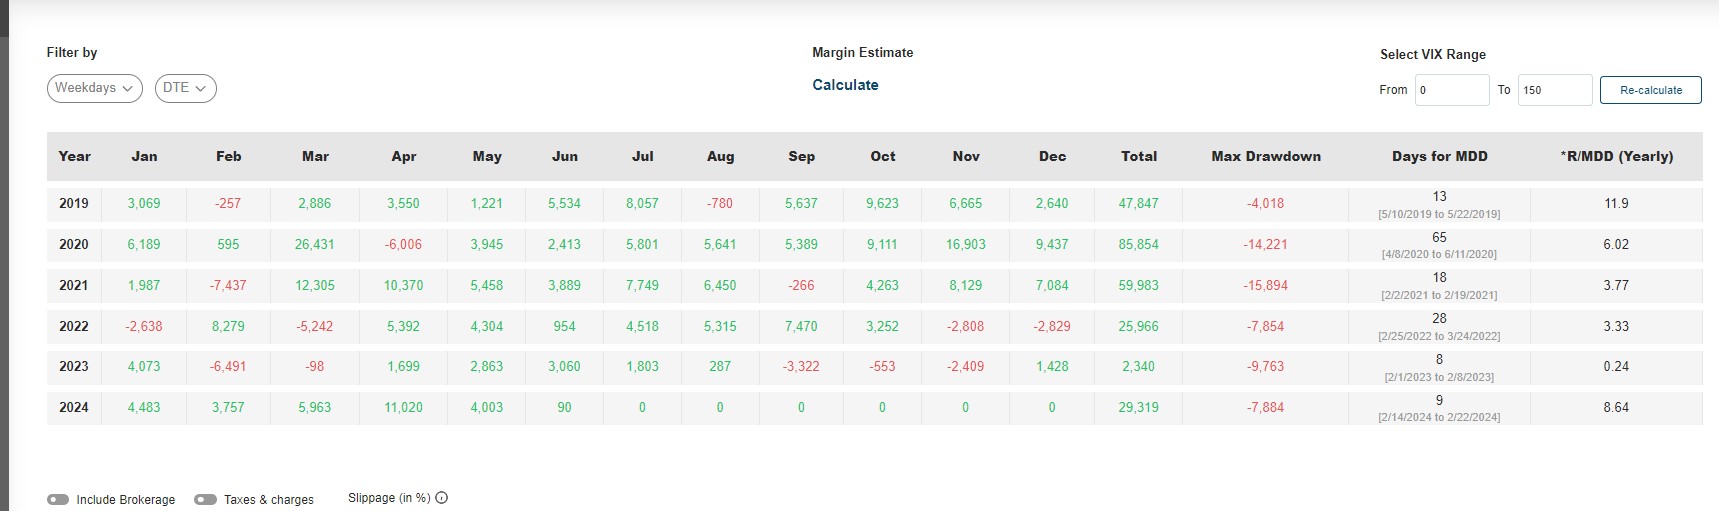 Filter by
Margin Estimate
Select VIX Range
Weekdays DTE
Calculate
From 0 To 150 Re-calculate
Year Jan Feb Mar Apr May Jun Jul Aug Sep Oct Nov Dec Total Max Drawdown Days for MDD *R/MDD (Yearly)
2019 3,069 -257 2,886 3,550 1,221 5,534 8,057 -780 5,637 9,623 6,665 2,640 47,847 -4,018 13 11.9
[5/10/2019 to 5/22/2019]
2020 6,189 595 26,431 -6,006 3,945 2,413 5,801 5,641 5,389 9,111 16,903 9,437 85,854 -14,221 65 6.02
[4/8/2020 to 6/11/2020]
2021 1,987 -7,437 12,305 10,370 5,458 3,889 7,749 6,450 -266 4,263 8,129 7,084 59,983 -15,894 18 3.77
[2/2/2021 to 2/19/2021]
2022 -2,638 8,279 -5,242 5,392 4,304 954 4,518 5,315 7,470 3,252 -2,808 -2,829 25,966 -7,854 28 3.33
[2/25/2022 to 3/24/2022]
2023 4,073 -6,491 -98 1,699 2,863 3,060 1,803 287 -3,322 -553 -2,409 1,428 2,340 -9,763 8 0.24
[2/1/2023 to 2/8/2023]
2024 4,483 3,757 5,963 11,020 4,003 90 0 0 0 0 0 0 29,319 -7,884 9 8.64
[2/14/2024 to 2/22/2024]
Include Brokerage Taxes & charges Slippage (in %)